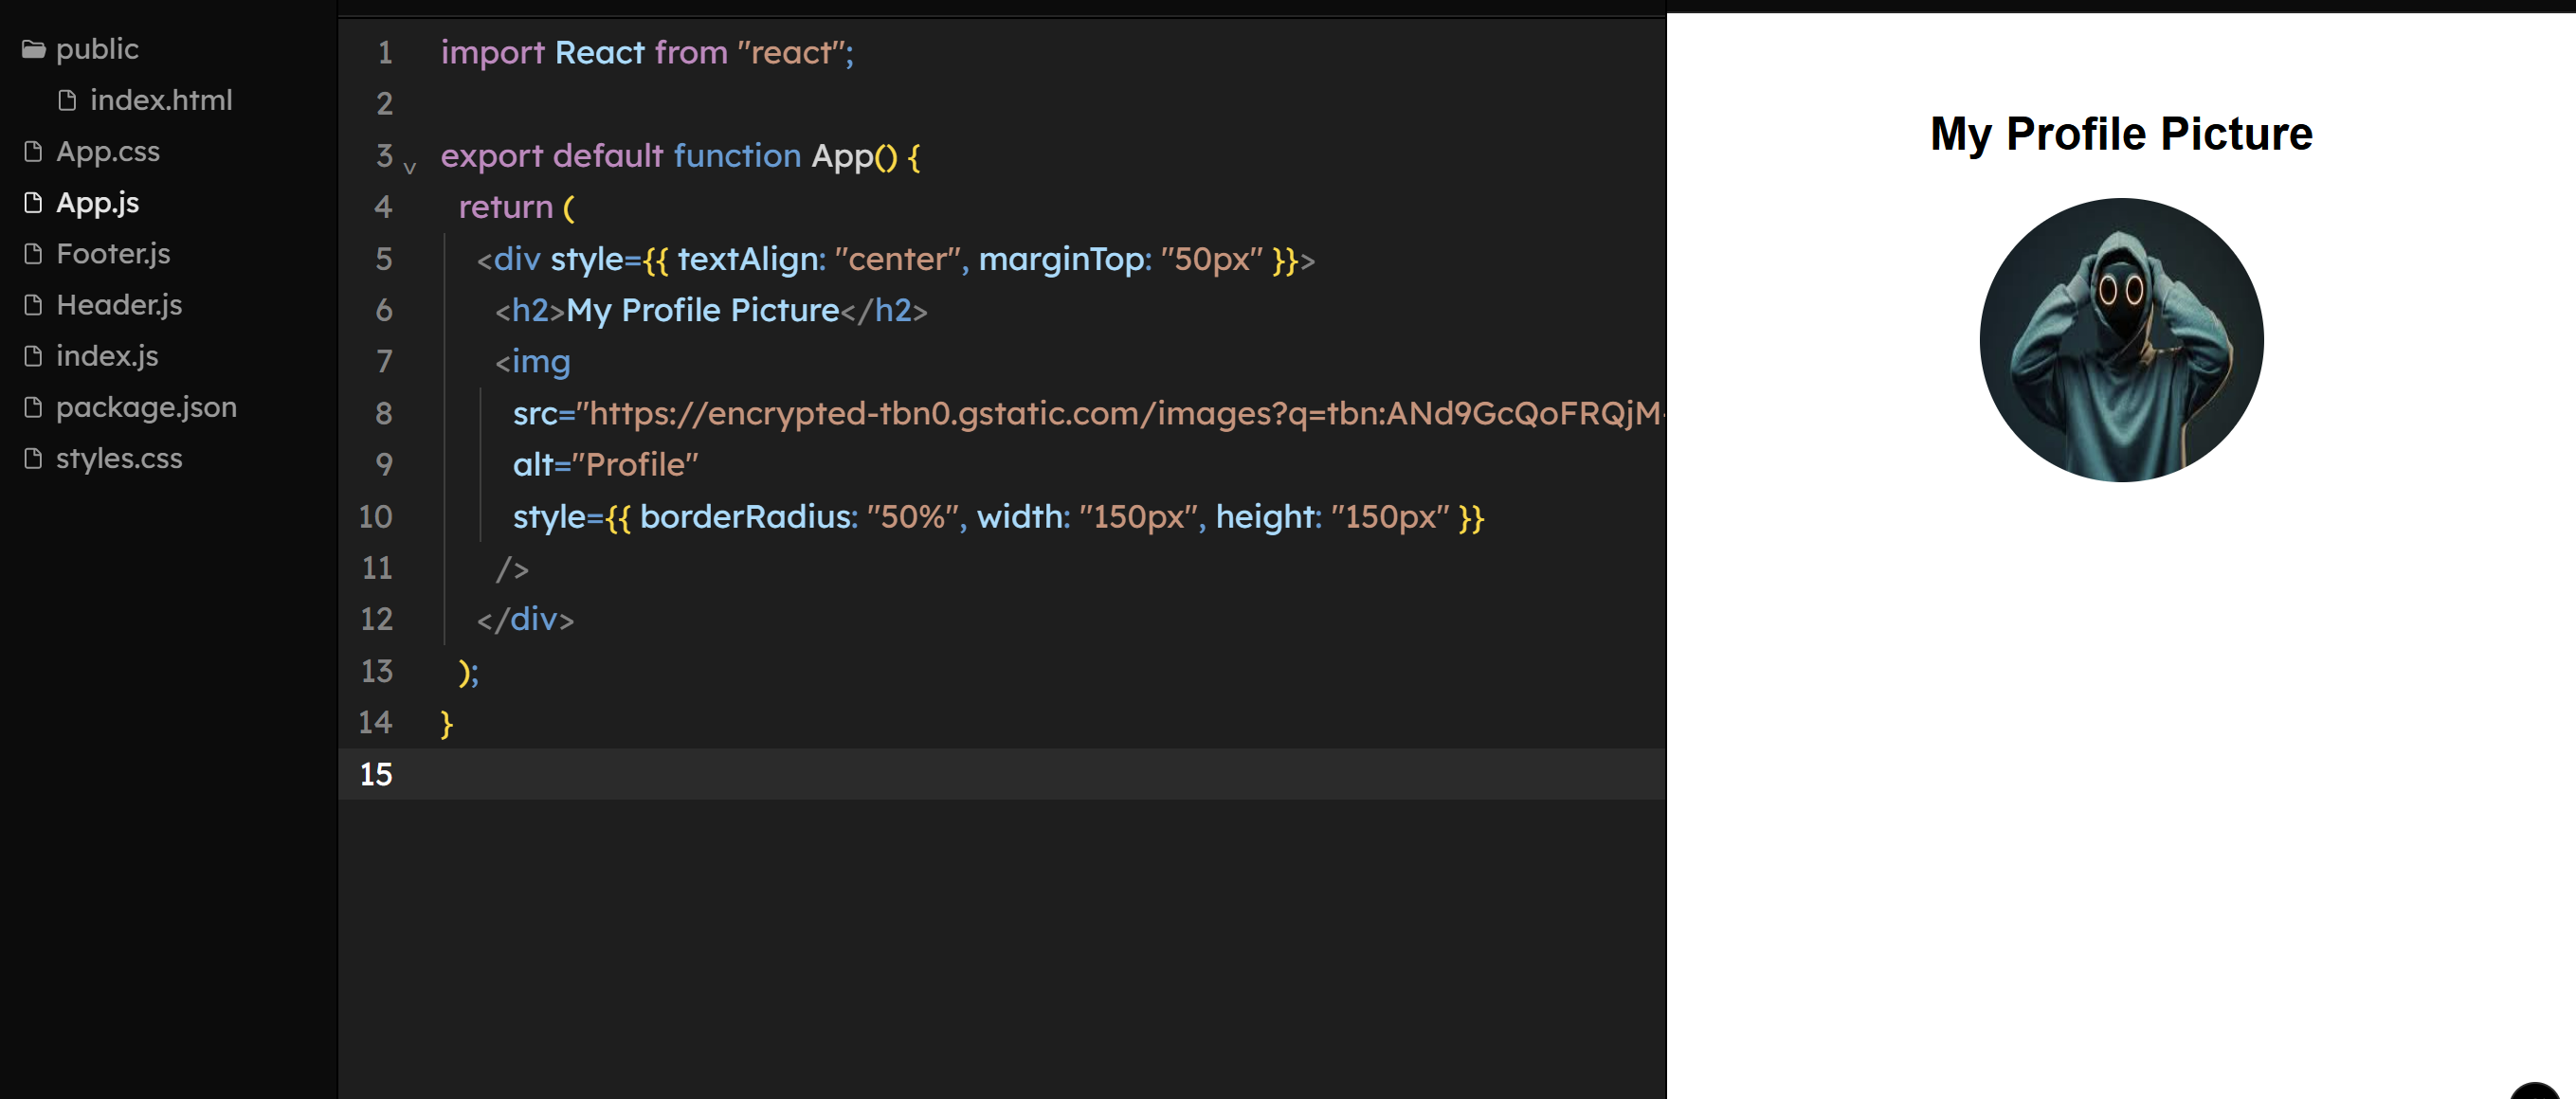 public
index.html
App.css
App.js
Footer.js
Header.js
index.js
package.json
styles.css
1 import React from "react";
2
3 export default function App() {
4 return (
5 <div style={{ textAlign: "center", marginTop: "50px" }}>
6 <h2>My Profile Picture</h2>
7 <img
8 src="https://encrypted-tbn0.gstatic.com/images?q=tbn:ANd9GcQoFRQjM-
9 alt="Profile"
10 style={{ borderRadius: "50%", width: "150px", height: "150px" }}
11 />
12 </div>
13 );
14 }
15
My Profile Picture